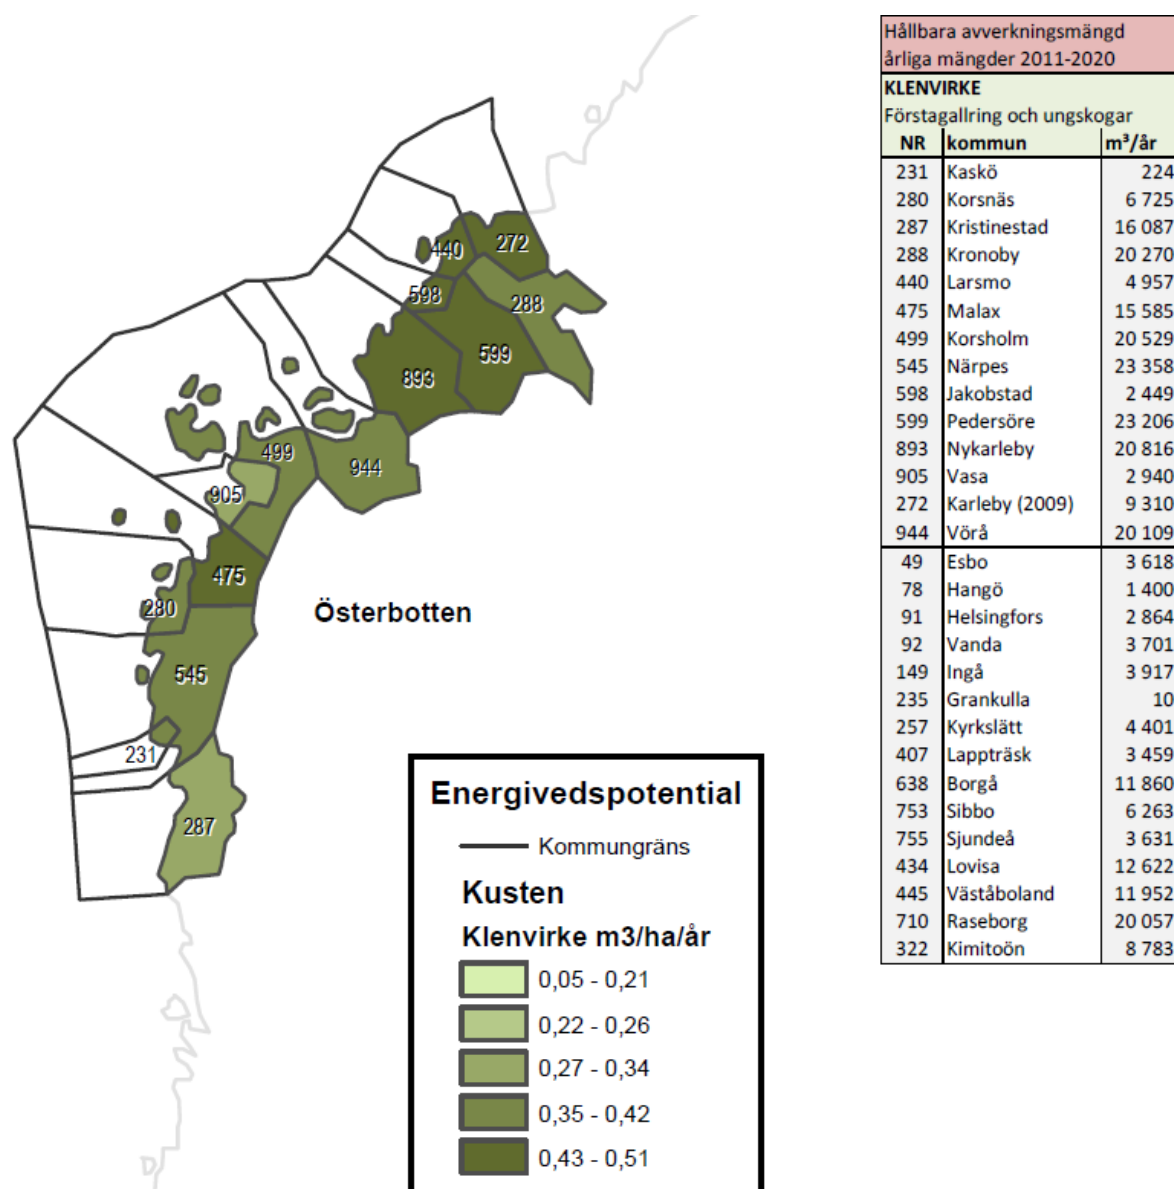 440
272
598
288
599
893
499
944
905
475
280
Österbotten
545
231
287
Energivedspotential
Kommungräns
Kusten
Klenvirke m3/ha/år
0,05 - 0,21
0,22 - 0,26
0,27 - 0,34
0,35 - 0,42
0,43 - 0,51
Hållbara avverkningsmängd
årliga mängder 2011-2020
KLENVIRKE
Förstagallring och ungskogar
NR kommun m³/år
231 Kaskö 224
280 Korsnäs 6 725
287 Kristinestad 16 087
288 Kronoby 20 270
440 Larsmo 4 957
475 Malax 15 585
499 Korsholm 20 529
545 Närpes 23 358
598 Jakobstad 2 449
599 Pedersöre 23 206
893 Nykarleby 20 816
905 Vasa 2 940
272 Karleby (2009) 9 310
944 Vörå 20 109
49 Esbo 3 618
78 Hangö 1 400
91 Helsingfors 2 864
92 Vanda 3 701
149 Ingå 3 917
235 Grankulla 10
257 Kyrkslätt 4 401
407 Lappträsk 3 459
638 Borgå 11 860
753 Sibbo 6 263
755 Sjundeå 3 631
434 Lovisa 12 622
445 Väståboland 11 952
710 Raseborg 20 057
322 Kimitoön 8 783